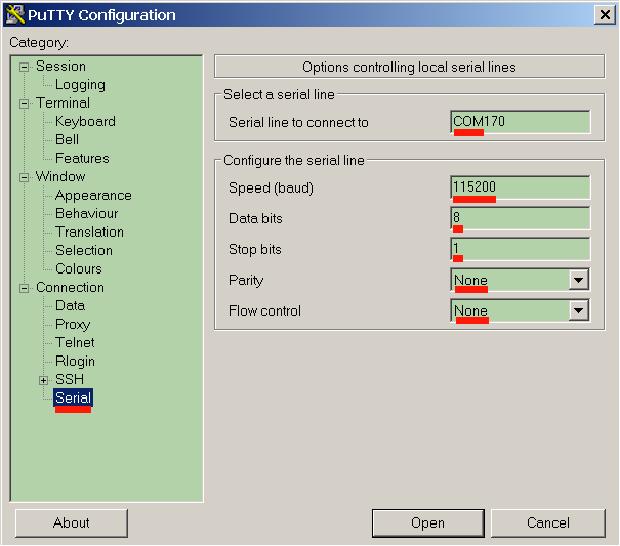 PuTTY Configuration
Category:
Session
Logging
Terminal
Keyboard
Bell
Features
Window
Appearance
Behaviour
Translation
Selection
Colours
Connection
Data
Proxy
Telnet
Rlogin
SSH
Serial
Options controlling local serial lines
Select a serial line
Serial line to connect to COM170
Configure the serial line
Speed (baud) 115200
Data bits 8
Stop bits 1
Parity None
Flow control None
About Open Cancel